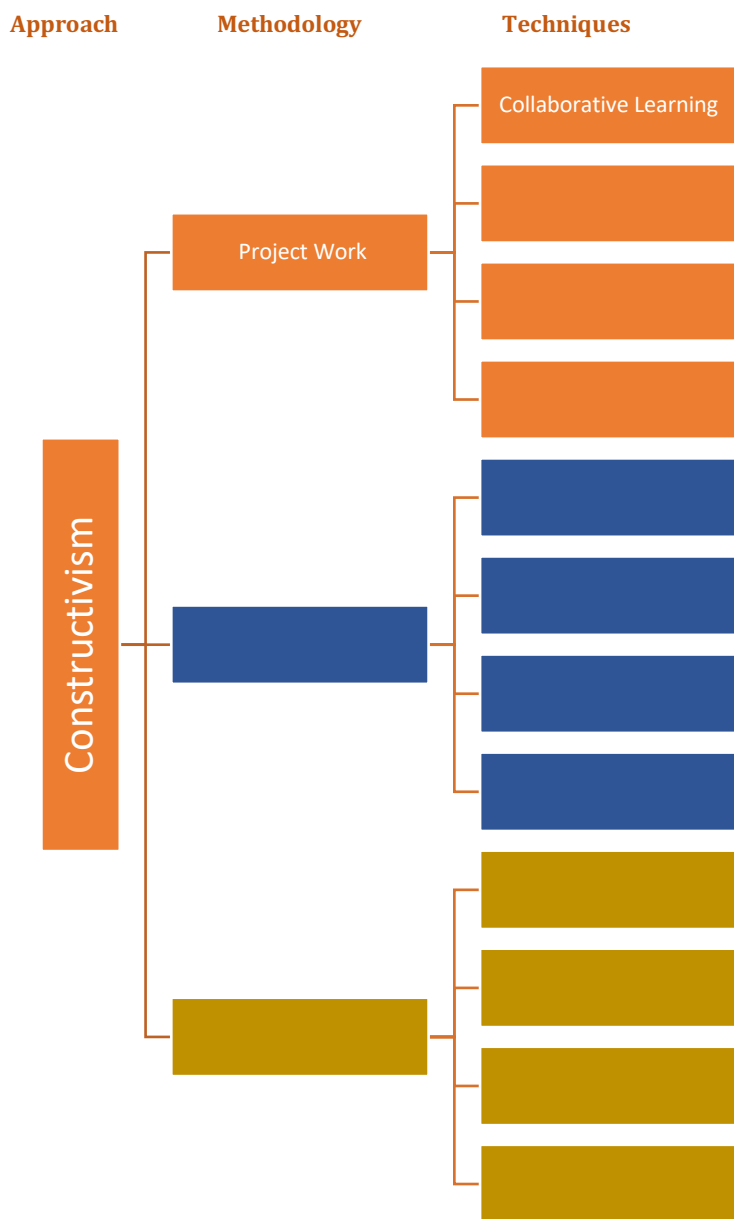 Approach Methodology Techniques
Collaborative Learning
Project Work
Constructivism